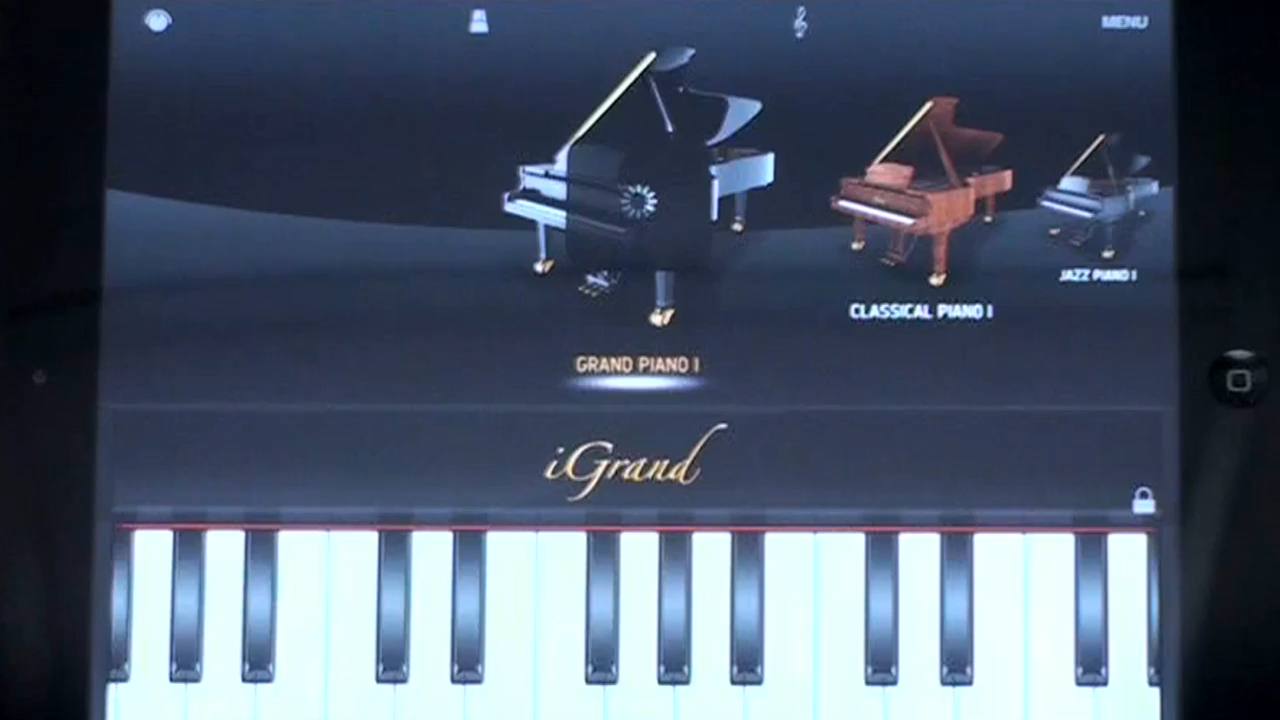 MENU
JAZZ PIANO I
CLASSICAL PIANO I
GRAND PIANO I
iGrand